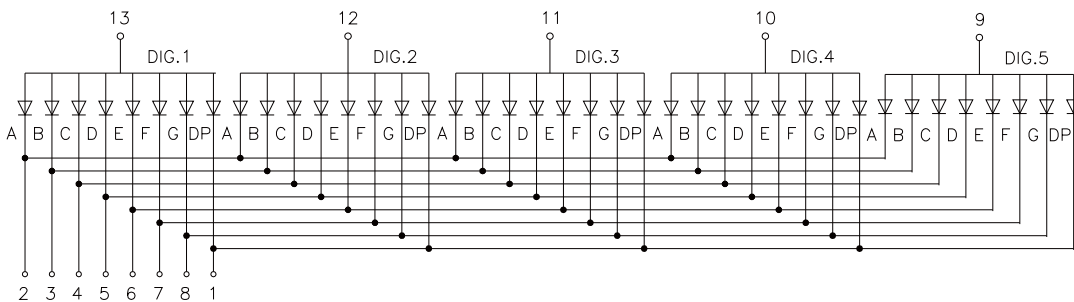 13 12 11 10 9
DIG.1 DIG.2 DIG.3 DIG.4 DIG.5
A B C D E F G DP A B C D E F G DP A B C D E F G DP A B C D E F G DP A B C D E F G DP
2 3 4 5 6 7 8 1